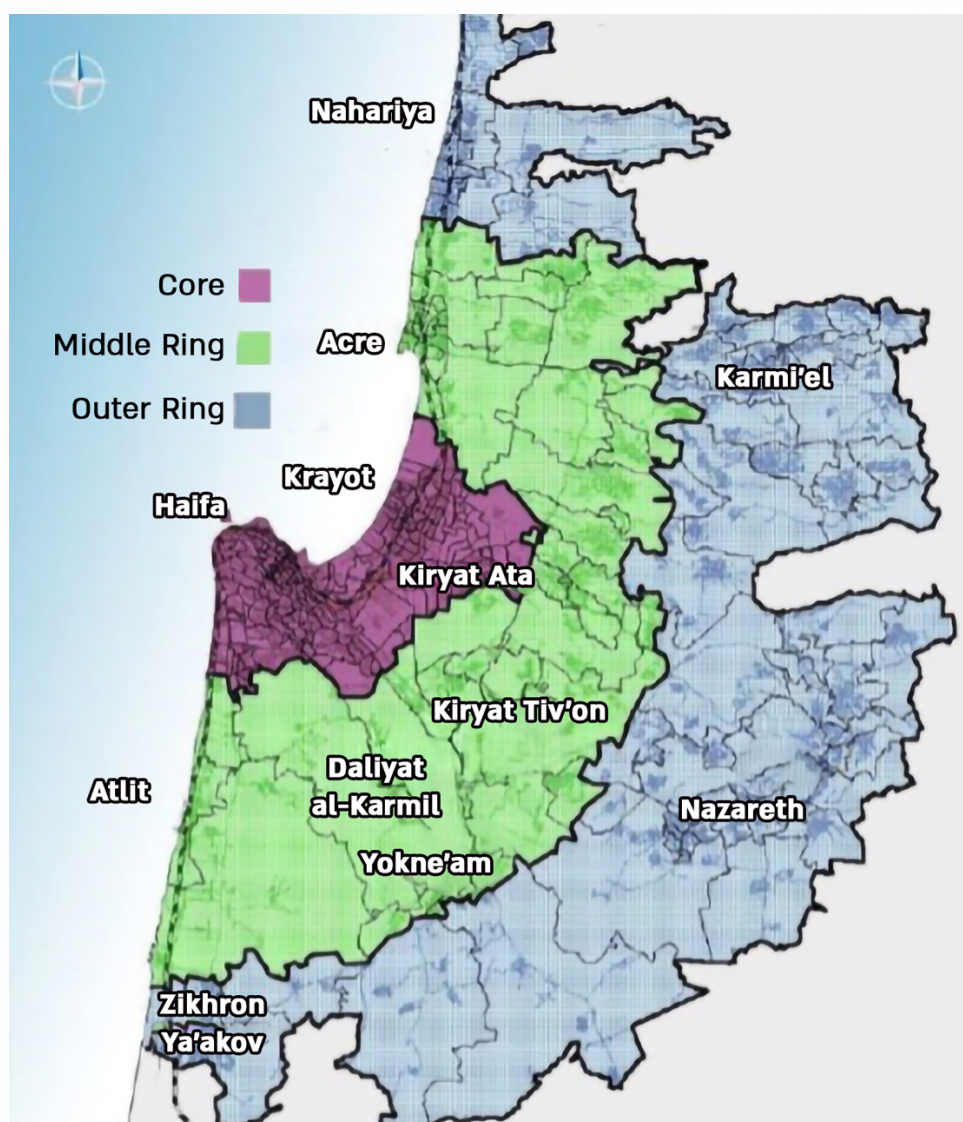 Nahariya
Core
Middle Ring
Acre
Karmi'el
Outer Ring
Krayot
Haifa
Kiryat Ata
Kiryat Tiv'on
Daliyat
al-Karmil
Atlit
Nazareth
Yokne'am
Zikhron
Ya'akov